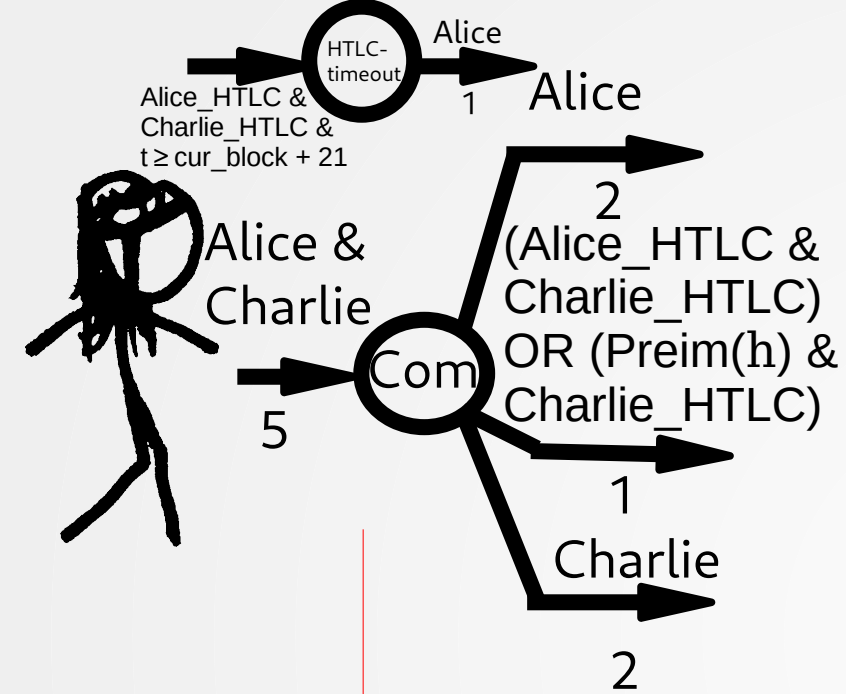 HTLC-
timeout
Alice
1
Alice_HTLC &
Charlie_HTLC &
t ≥ cur_block + 21
Alice
2
Alice &
Charlie
5
Com
(Alice_HTLC &
Charlie_HTLC)
OR (Preim(h) &
Charlie_HTLC)
1
Charlie
2